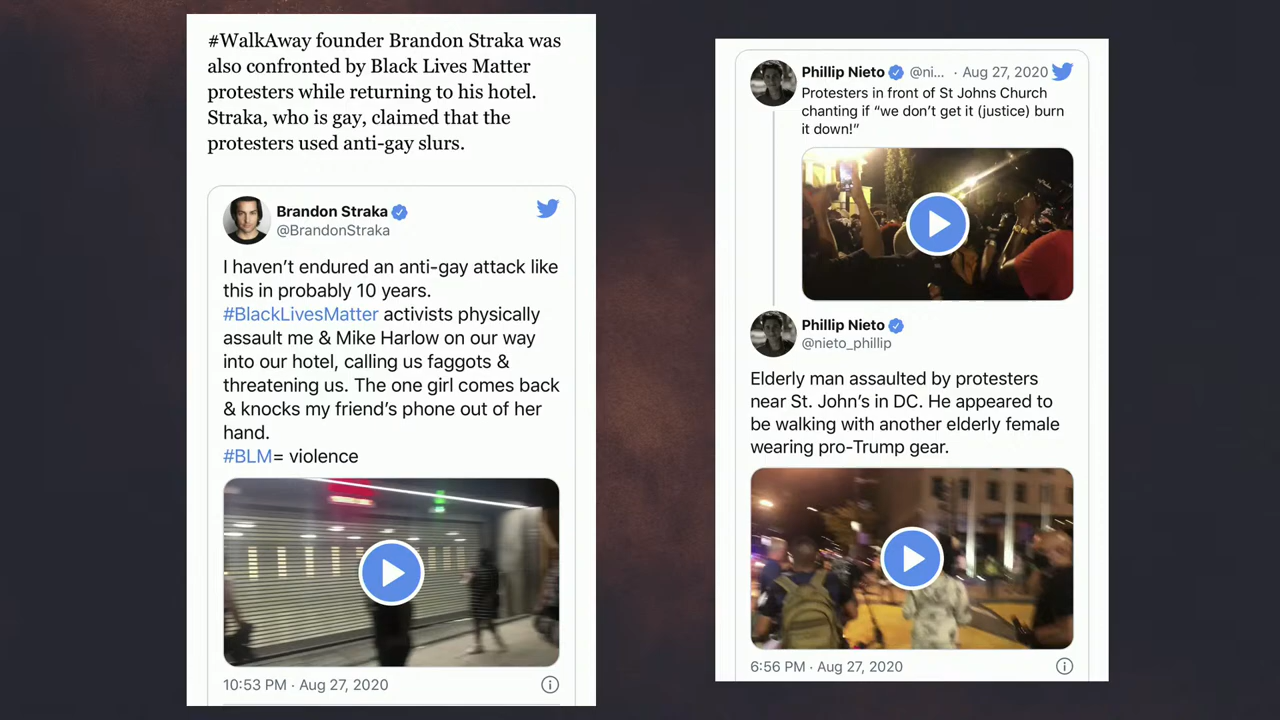 #WalkAway founder Brandon Straka was
also confronted by Black Lives Matter
protesters while returning to his hotel.
Straka, who is gay, claimed that the
protesters used anti-gay slurs.
Brandon Straka
@BrandonStraka
I haven’t endured an anti-gay attack like
this in probably 10 years.
#BlackLivesMatter activists physically
assault me & Mike Harlow on our way
into our hotel, calling us faggots &
threatening us. The one girl comes back
& knocks my friend’s phone out of her
hand.
#BLM= violence
10:53 PM · Aug 27, 2020
Phillip Nieto @ni... · Aug 27, 2020
Protesters in front of St Johns Church
chanting if “we don’t get it (justice) burn
it down!”
Phillip Nieto
@nieto_phillip
Elderly man assaulted by protesters
near St. John’s in DC. He appeared to
be walking with another elderly female
wearing pro-Trump gear.
6:56 PM · Aug 27, 2020